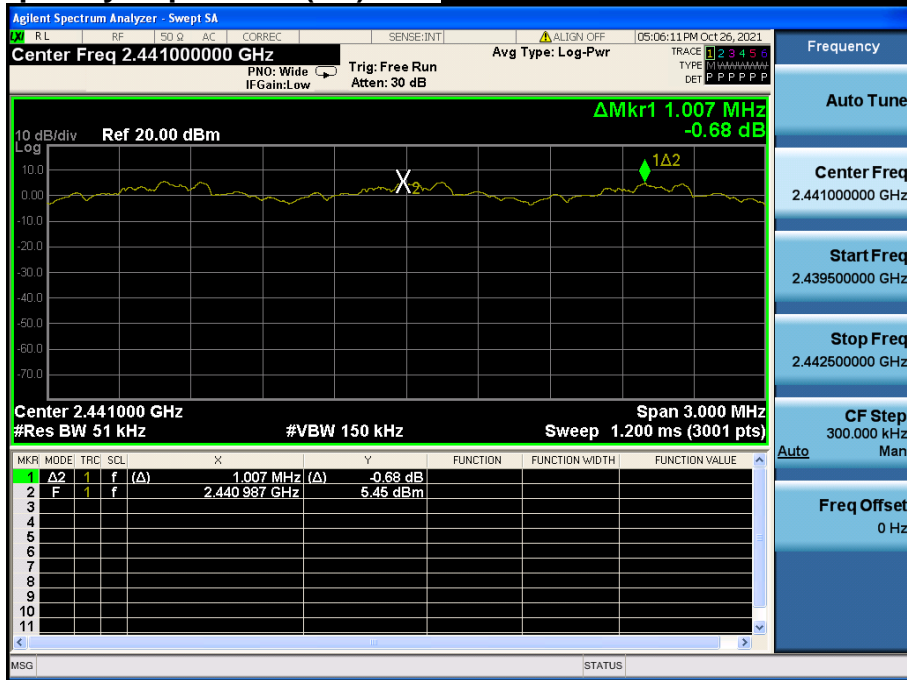 Agilent Spectrum Analyzer - Swept SA
LXI RL RF 50 Ω AC CORREC SENSE:INT ALIGN OFF 05:06:11 PM Oct 26, 2021
Center Freq 2.441000000 GHz
PNO: Wide
IFGain:Low
Trig: Free Run
Atten: 30 dB
Avg Type: Log-Pwr
TRACE 1 2 3 4 5 6
TYPE M WWWWW
DET P P P P P P
ΔMkr1 1.007 MHz
-0.68 dB
10 dB/div Ref 20.00 dBm
Log
10.0
0.00
-10.0
-20.0
-30.0
-40.0
-50.0
-60.0
-70.0
X2
1Δ2
Center 2.441000 GHz Span 3.000 MHz
#Res BW 51 kHz #VBW 150 kHz Sweep 1.200 ms (3001 pts)
MKR MODE TRC SCL X Y FUNCTION FUNCTION WIDTH FUNCTION VALUE
1 Δ2 1 f (Δ) 1.007 MHz (Δ) -0.68 dB
2 F 1 f 2.440 987 GHz 5.45 dBm
3
4
5
6
7
8
9
10
11
MSG STATUS
Frequency
Auto Tune
Center Freq
2.441000000 GHz
Start Freq
2.439500000 GHz
Stop Freq
2.442500000 GHz
CF Step
300.000 kHz
Auto Man
Freq Offset
0 Hz